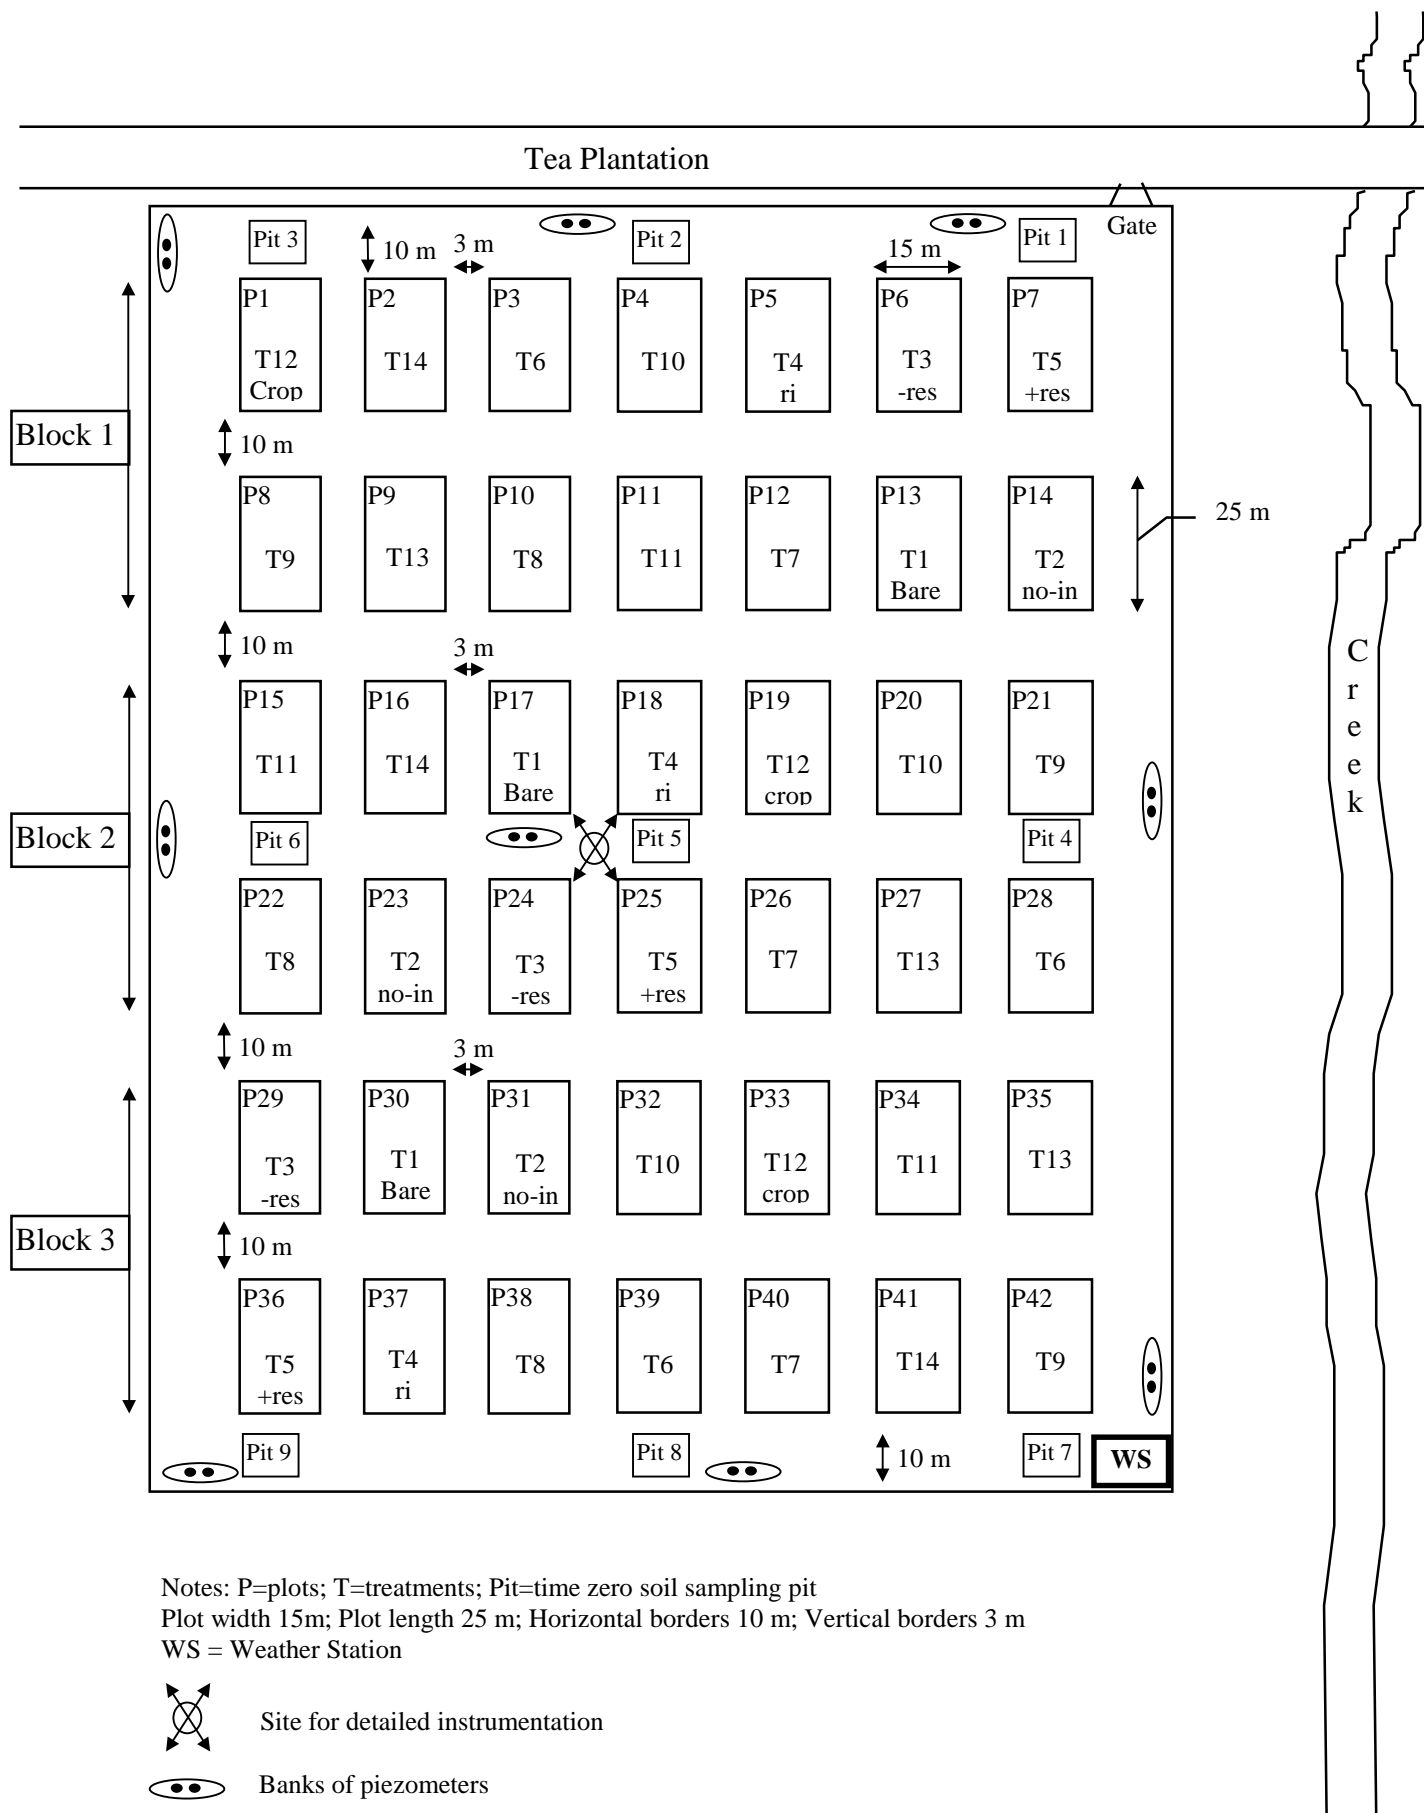 Tea Plantation
Gate
Pit 3
Pit 2
Pit 1
10 m
3 m
15 m
P1
T12
Crop
P2
T14
P3
T6
P4
T10
P5
T4
ri
P6
T3
-res
P7
T5
+res
Block 1
10 m
P8
T9
P9
T13
P10
T8
P11
T11
P12
T7
P13
T1
Bare
P14
T2
no-in
25 m
10 m
3 m
Creek
P15
T11
P16
T14
P17
T1
Bare
P18
T4
ri
P19
T12
crop
P20
T10
P21
T9
Block 2
Pit 6
Pit 5
Pit 4
P22
T8
P23
T2
no-in
P24
T3
-res
P25
T5
+res
P26
T7
P27
T13
P28
T6
10 m
3 m
P29
T3
-res
P30
T1
Bare
P31
T2
no-in
P32
T10
P33
T12
crop
P34
T11
P35
T13
Block 3
10 m
P36
T5
+res
P37
T4
ri
P38
T8
P39
T6
P40
T7
P41
T14
P42
T9
Pit 9
Pit 8
10 m
Pit 7
WS
Notes: P=plots; T=treatments; Pit=time zero soil sampling pit
Plot width 15m; Plot length 25 m; Horizontal borders 10 m; Vertical borders 3 m
WS = Weather Station
Site for detailed instrumentation
Banks of piezometers